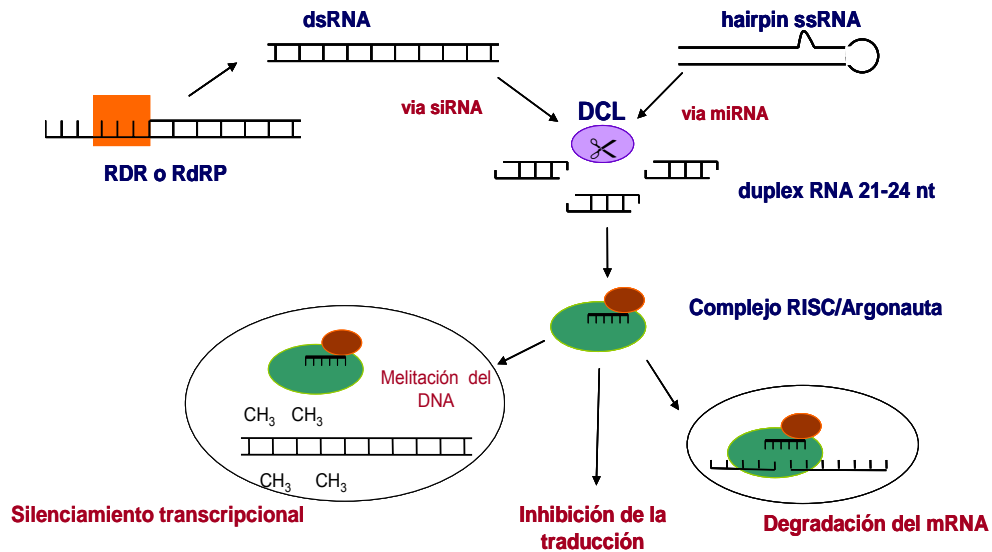 dsRNA
hairpin ssRNA
via siRNA
DCL
via miRNA
RDR o RdRP
duplex RNA 21-24 nt
Complejo RISC/Argonauta
Melitación del
DNA
CH3 CH3
CH3 CH3
Silenciamiento transcripcional
Inhibición de la
traducción
Degradación del mRNA